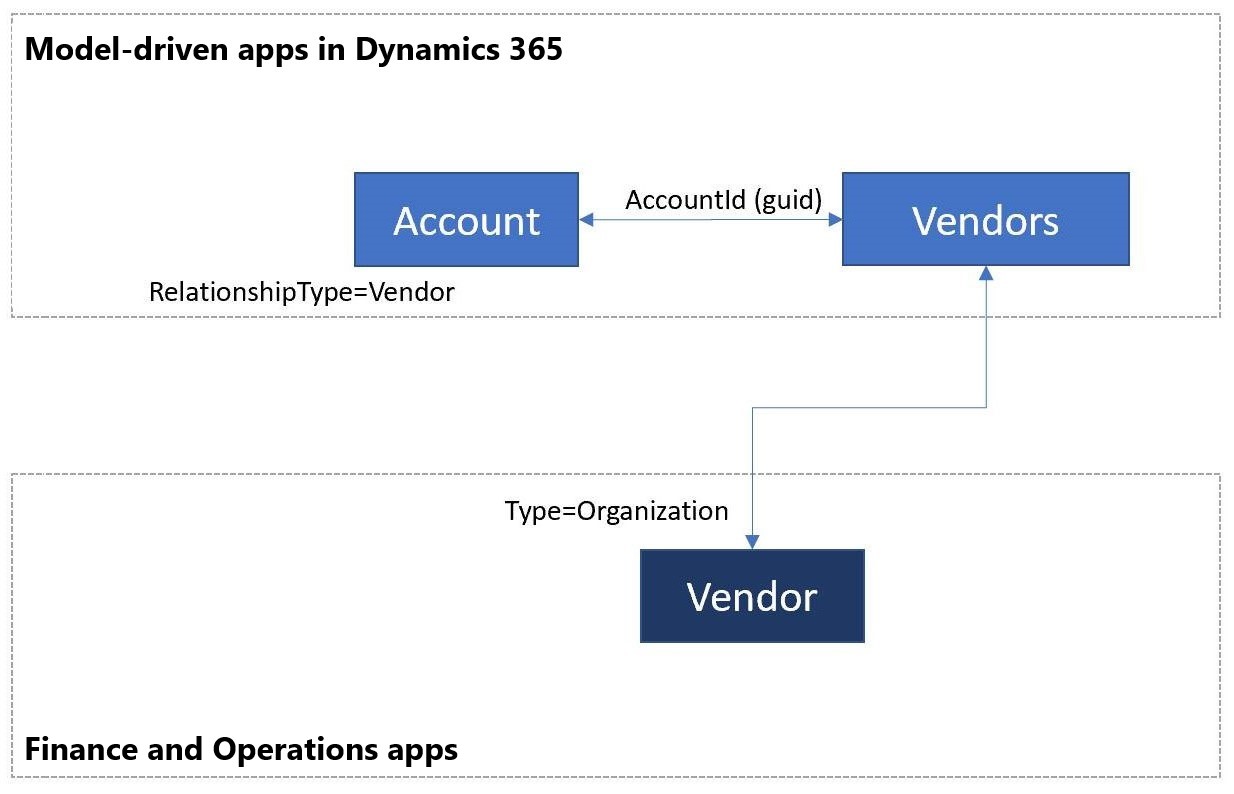 Model-driven apps in Dynamics 365
Account
AccountId (guid)
Vendors
RelationshipType=Vendor
Type=Organization
Vendor
Finance and Operations apps